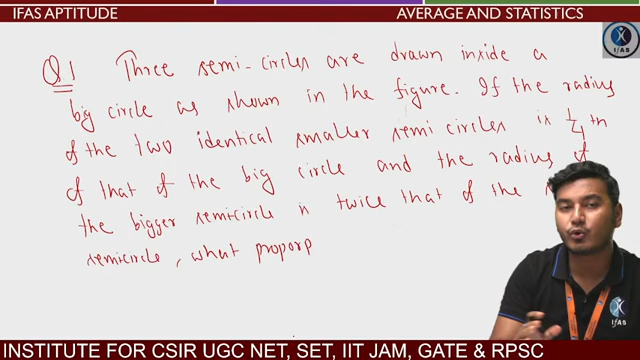 IFAS APTITUDE
AVERAGE AND STATISTICS
IFAS
Q.1 Three semi-circles are drawn inside a
big circle as shown in the figure. If the radius
of the two identical smaller semi circles is 1/4 th
of that of the big circle and the radius of
the bigger semicircle is twice that of the
semicircle, what proporp
IFAS
INSTITUTE FOR CSIR UGC NET, SET, IIT JAM, GATE & RPSC